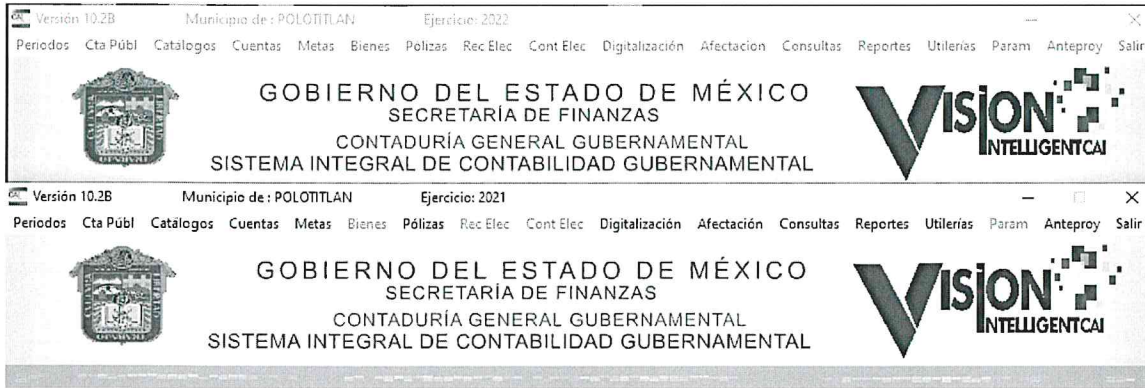 CAI Versión 10.2B Municipio de : POLOTITLAN Ejercicio: 2022
Periodos Cta Públ Catálogos Cuentas Metas Bienes Pólizas Rec Elec Cont Elec Digitalización Afectación Consultas Reportes Utilerías Param Anteproy Salir
GOBIERNO DEL ESTADO DE MÉXICO
SECRETARÍA DE FINANZAS
CONTADURÍA GENERAL GUBERNAMENTAL
SISTEMA INTEGRAL DE CONTABILIDAD GUBERNAMENTAL
VISION
INTELLIGENTCAI
CAI Versión 10.2B Municipio de : POLOTITLAN Ejercicio: 2021
Periodos Cta Públ Catálogos Cuentas Metas Bienes Pólizas Rec Elec Cont Elec Digitalización Afectación Consultas Reportes Utilerías Param Anteproy Salir
GOBIERNO DEL ESTADO DE MÉXICO
SECRETARÍA DE FINANZAS
CONTADURÍA GENERAL GUBERNAMENTAL
SISTEMA INTEGRAL DE CONTABILIDAD GUBERNAMENTAL
VISION
INTELLIGENTCAI